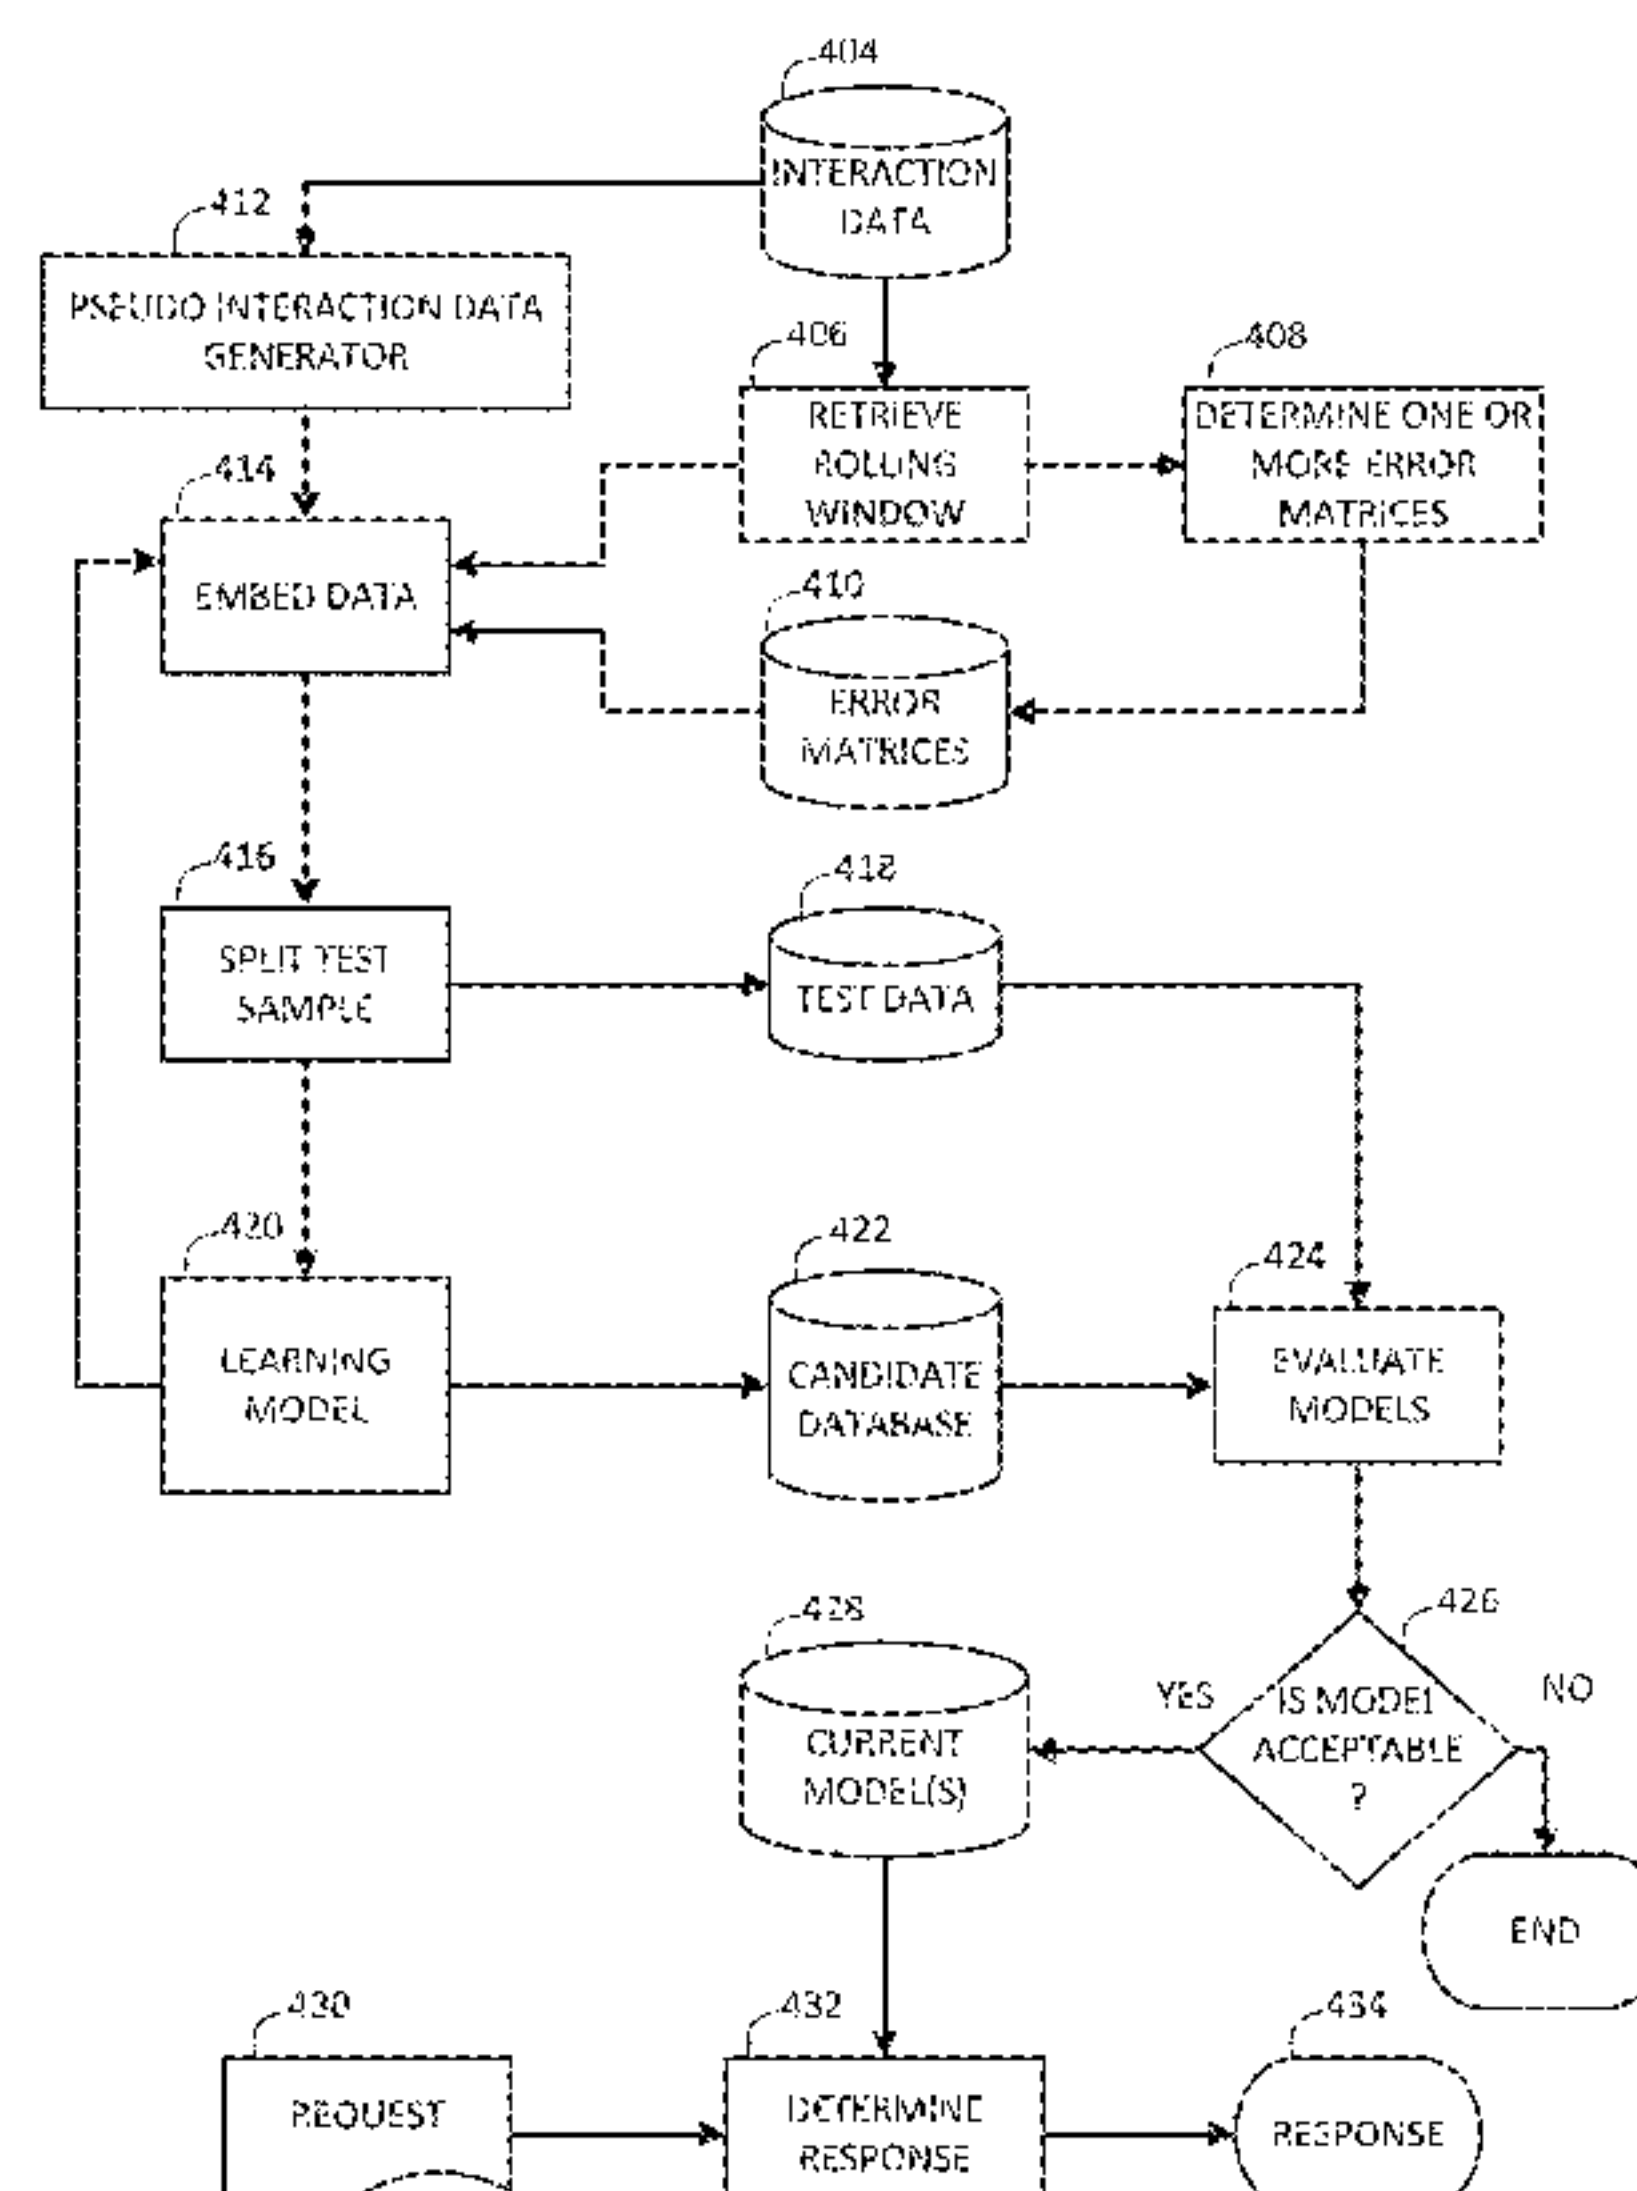 404
INTERACTION
DATA
412
PSEUDO INTERACTION DATA
GENERATOR
406
RETRIEVE
ROLLING
WINDOW
408
DETERMINE ONE OR
MORE ERROR
MATRICES
414
EMBED DATA
410
ERROR
MATRICES
416
SPLIT TEST
SAMPLE
418
TEST DATA
420
LEARNING
MODEL
422
CANDIDATE
DATABASE
424
EVALUATE
MODELS
426
IS MODEL
ACCEPTABLE
?
YES
NO
428
CURRENT
MODEL(S)
END
430
REQUEST
432
DETERMINE
RESPONSE
434
RESPONSE